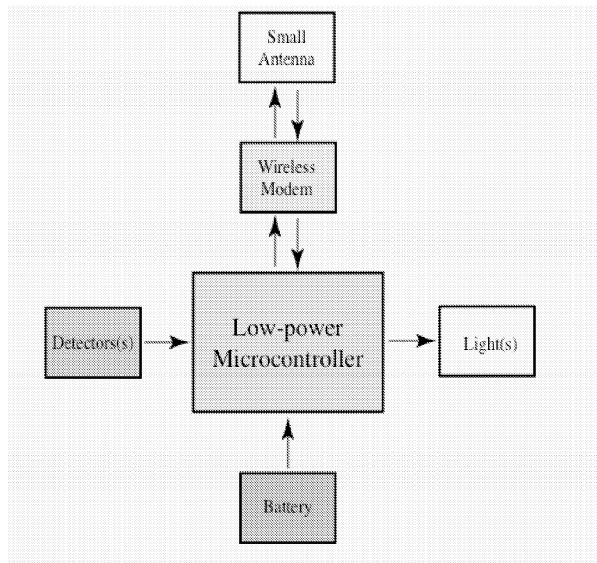 Small
Antenna
Wireless
Modem
Low-power
Microcontroller
Detectors(s)
Light(s)
Battery